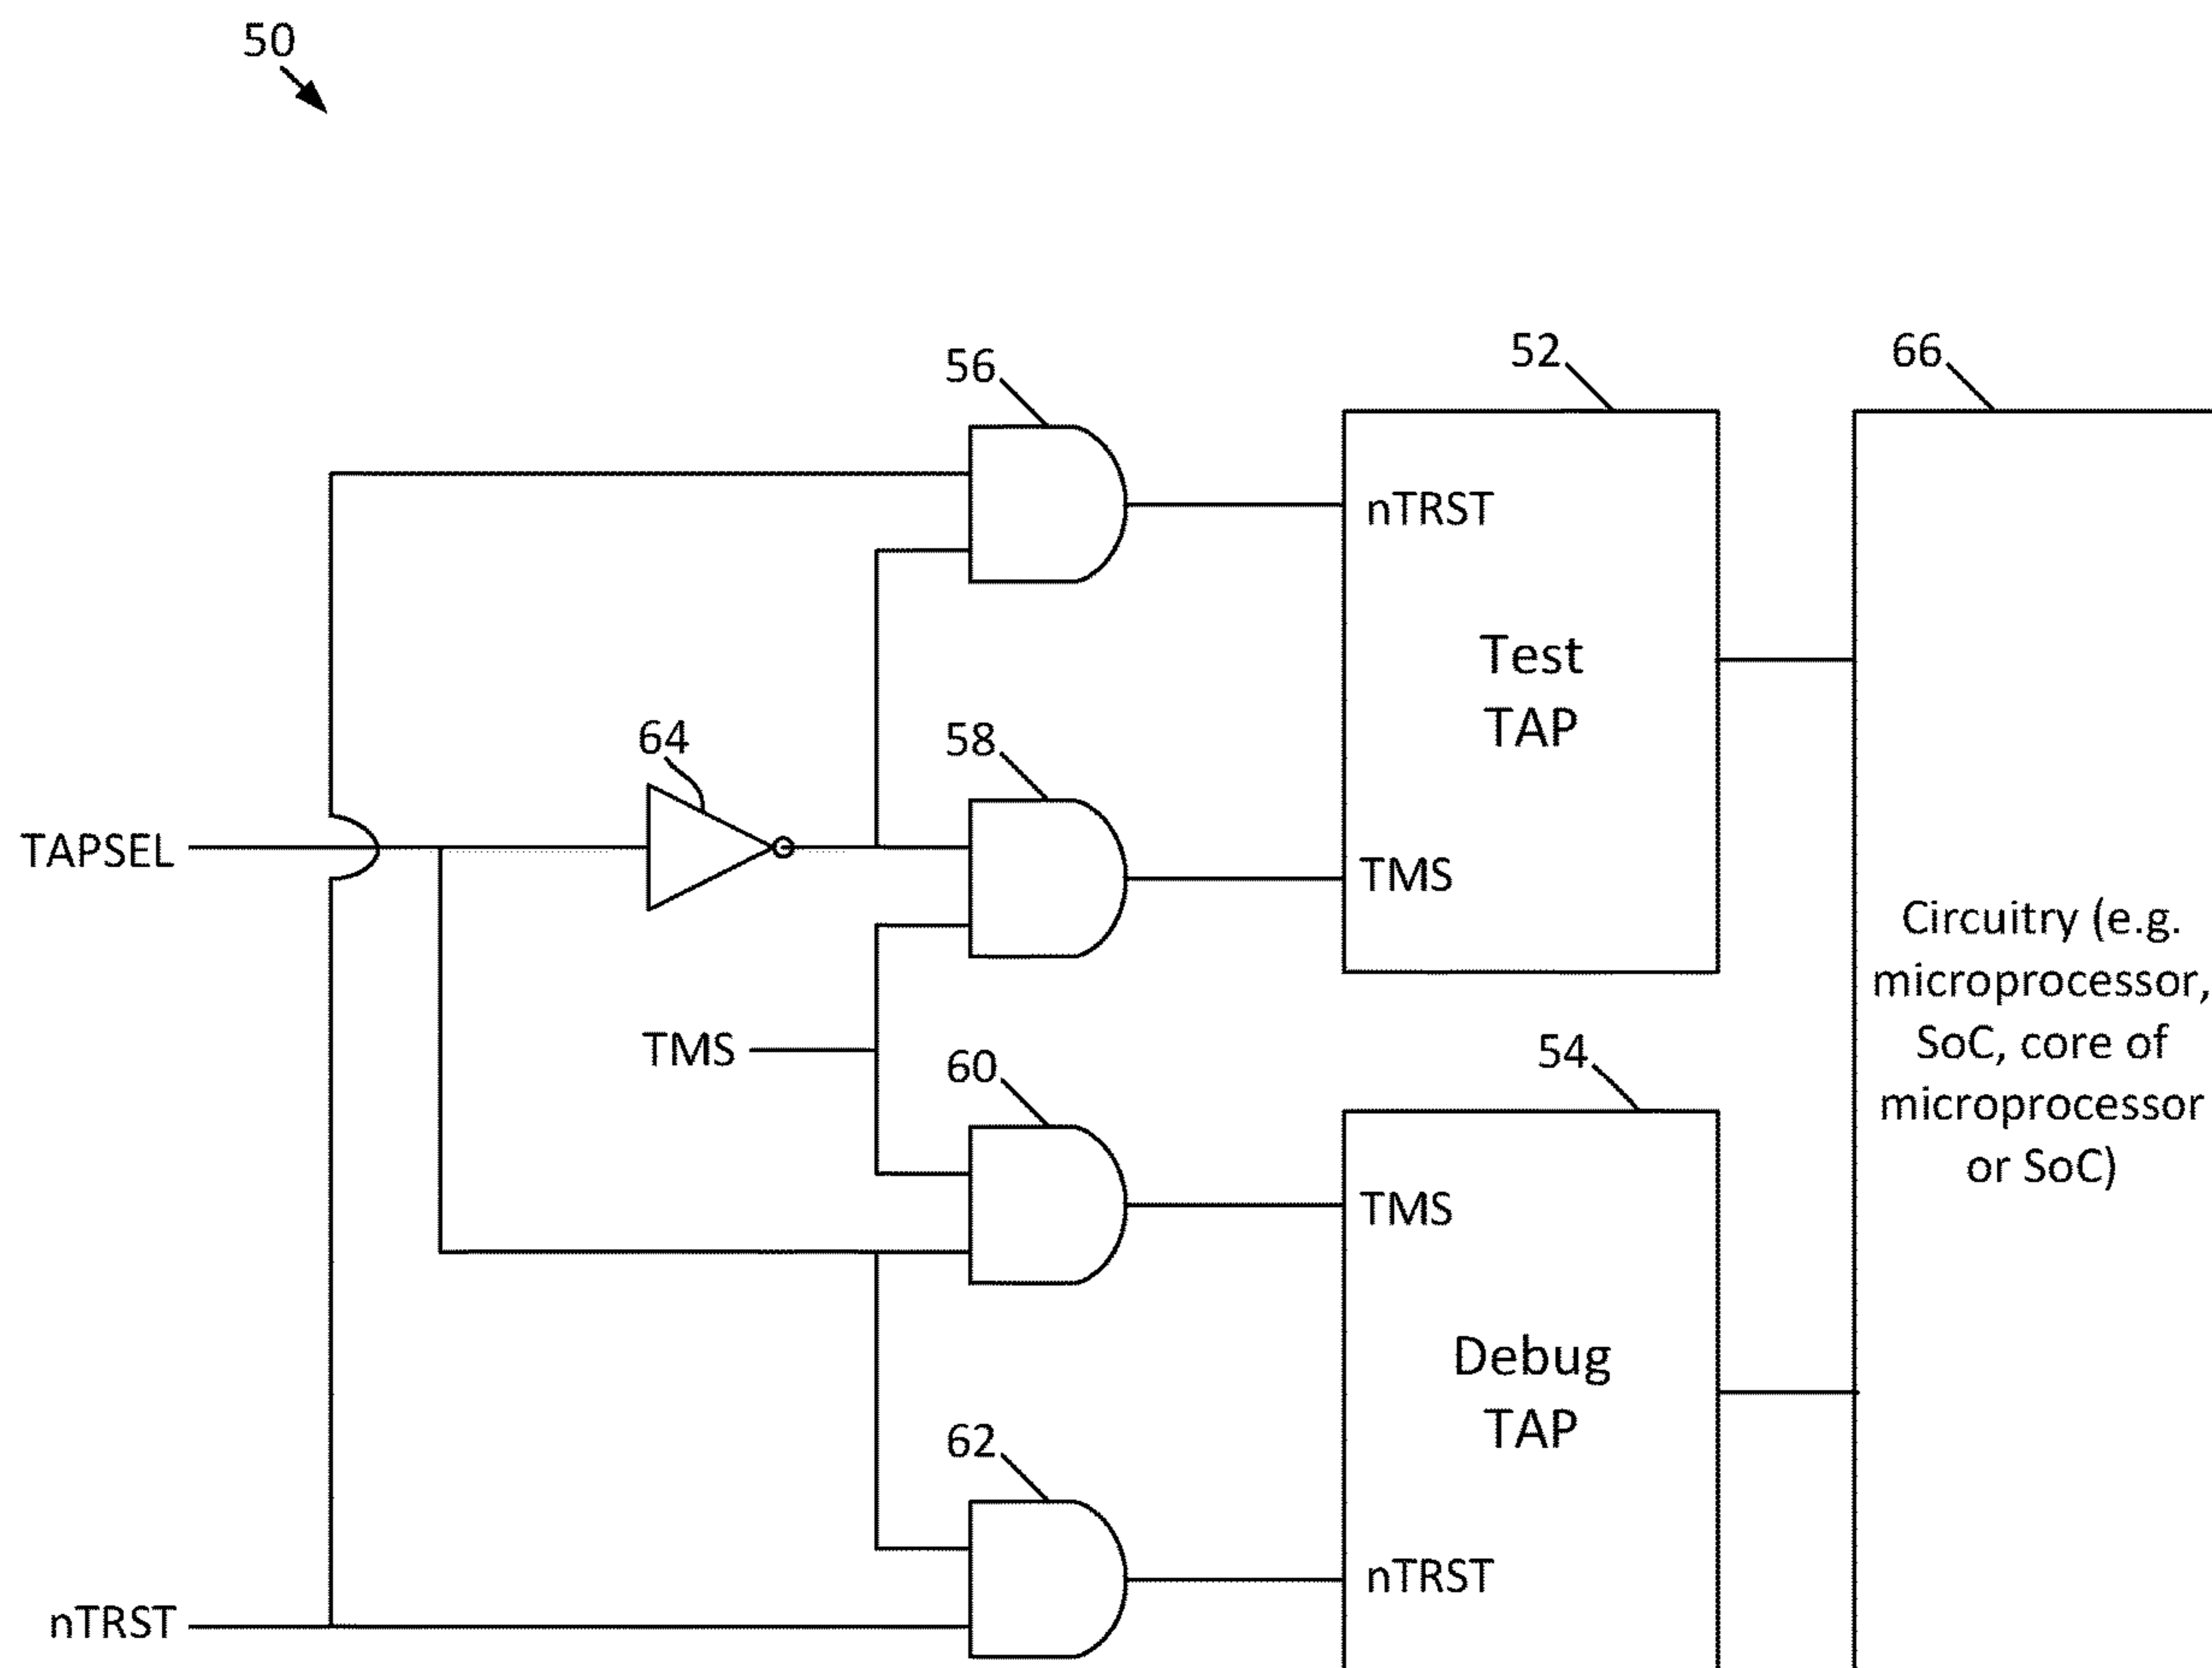 50
56
52
66
nTRST
Test
TAP
64
58
TAPSEL
TMS
Circuitry (e.g.
microprocessor,
SoC, core of
microprocessor
or SoC)
TMS
60
54
TMS
Debug
TAP
62
nTRST
nTRST